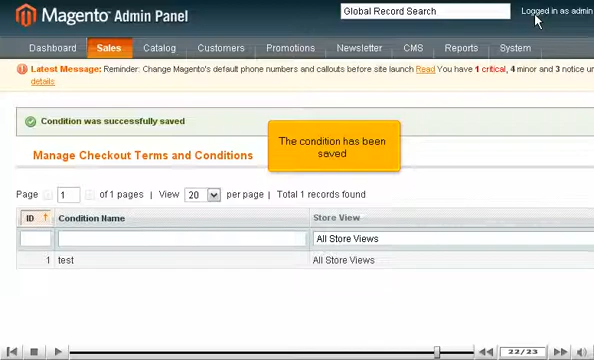 Magento Admin Panel
Global Record Search
Logged in as admin
Dashboard Sales Catalog Customers Promotions Newsletter CMS Reports System
Latest Message: Reminder: Change Magento's default phone numbers and callouts before site launch Read You have 1 critical, 4 minor and 3 notice un
details
Condition was successfully saved
The condition has been
saved
Manage Checkout Terms and Conditions
Page 1 of 1 pages | View 20 per page | Total 1 records found
ID Condition Name Store View
All Store Views
1 test All Store Views
22/23